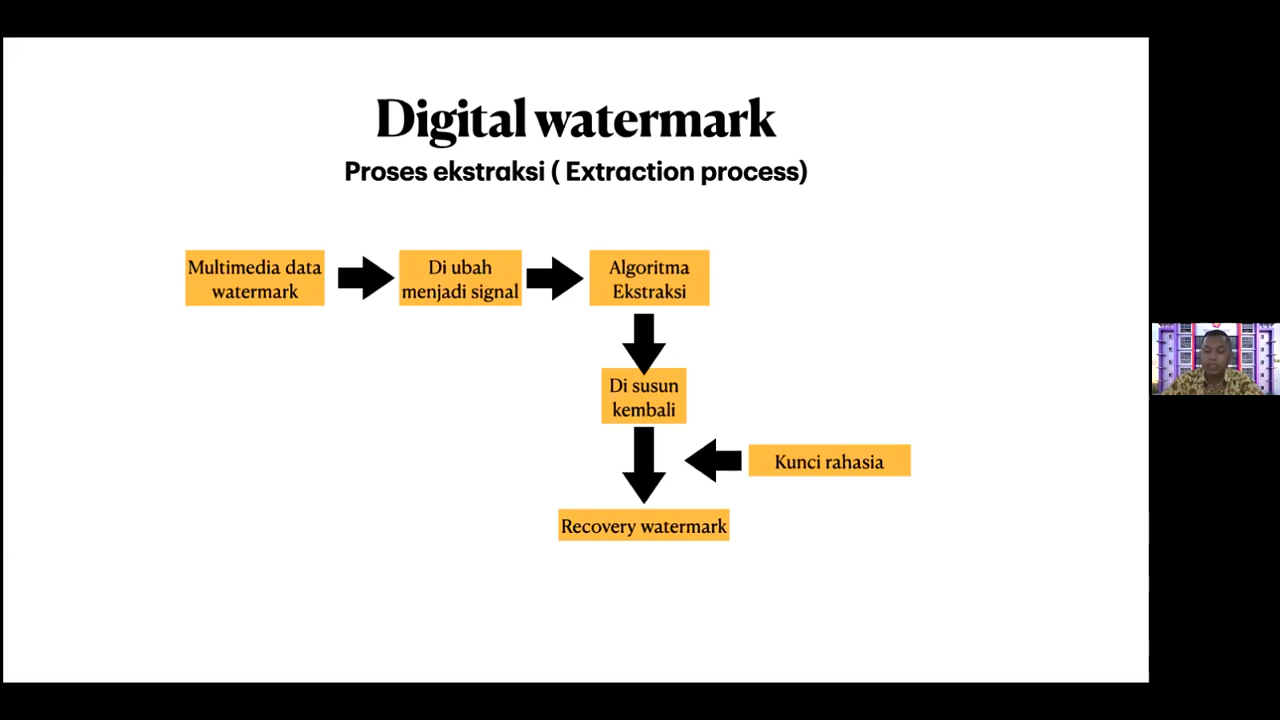 Digital watermark
Proses ekstraksi ( Extraction process)
Multimedia data
watermark
Di ubah
menjadi signal
Algoritma
Ekstraksi
Di susun
kembali
Kunci rahasia
Recovery watermark